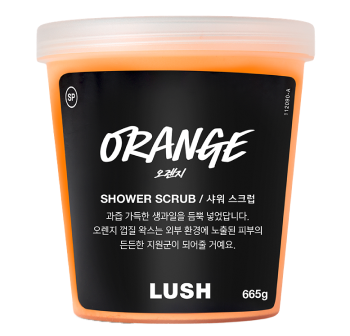 SP
112090-A
ORANGE
오렌지
SHOWER SCRUB / 샤워 스크럽
과즙 가득한 생과일을 듬뿍 넣었답니다.
오렌지 껍질 왁스는 외부 환경에 노출된 피부의
든든한 지원군이 되어줄 거예요.
LUSH
665g